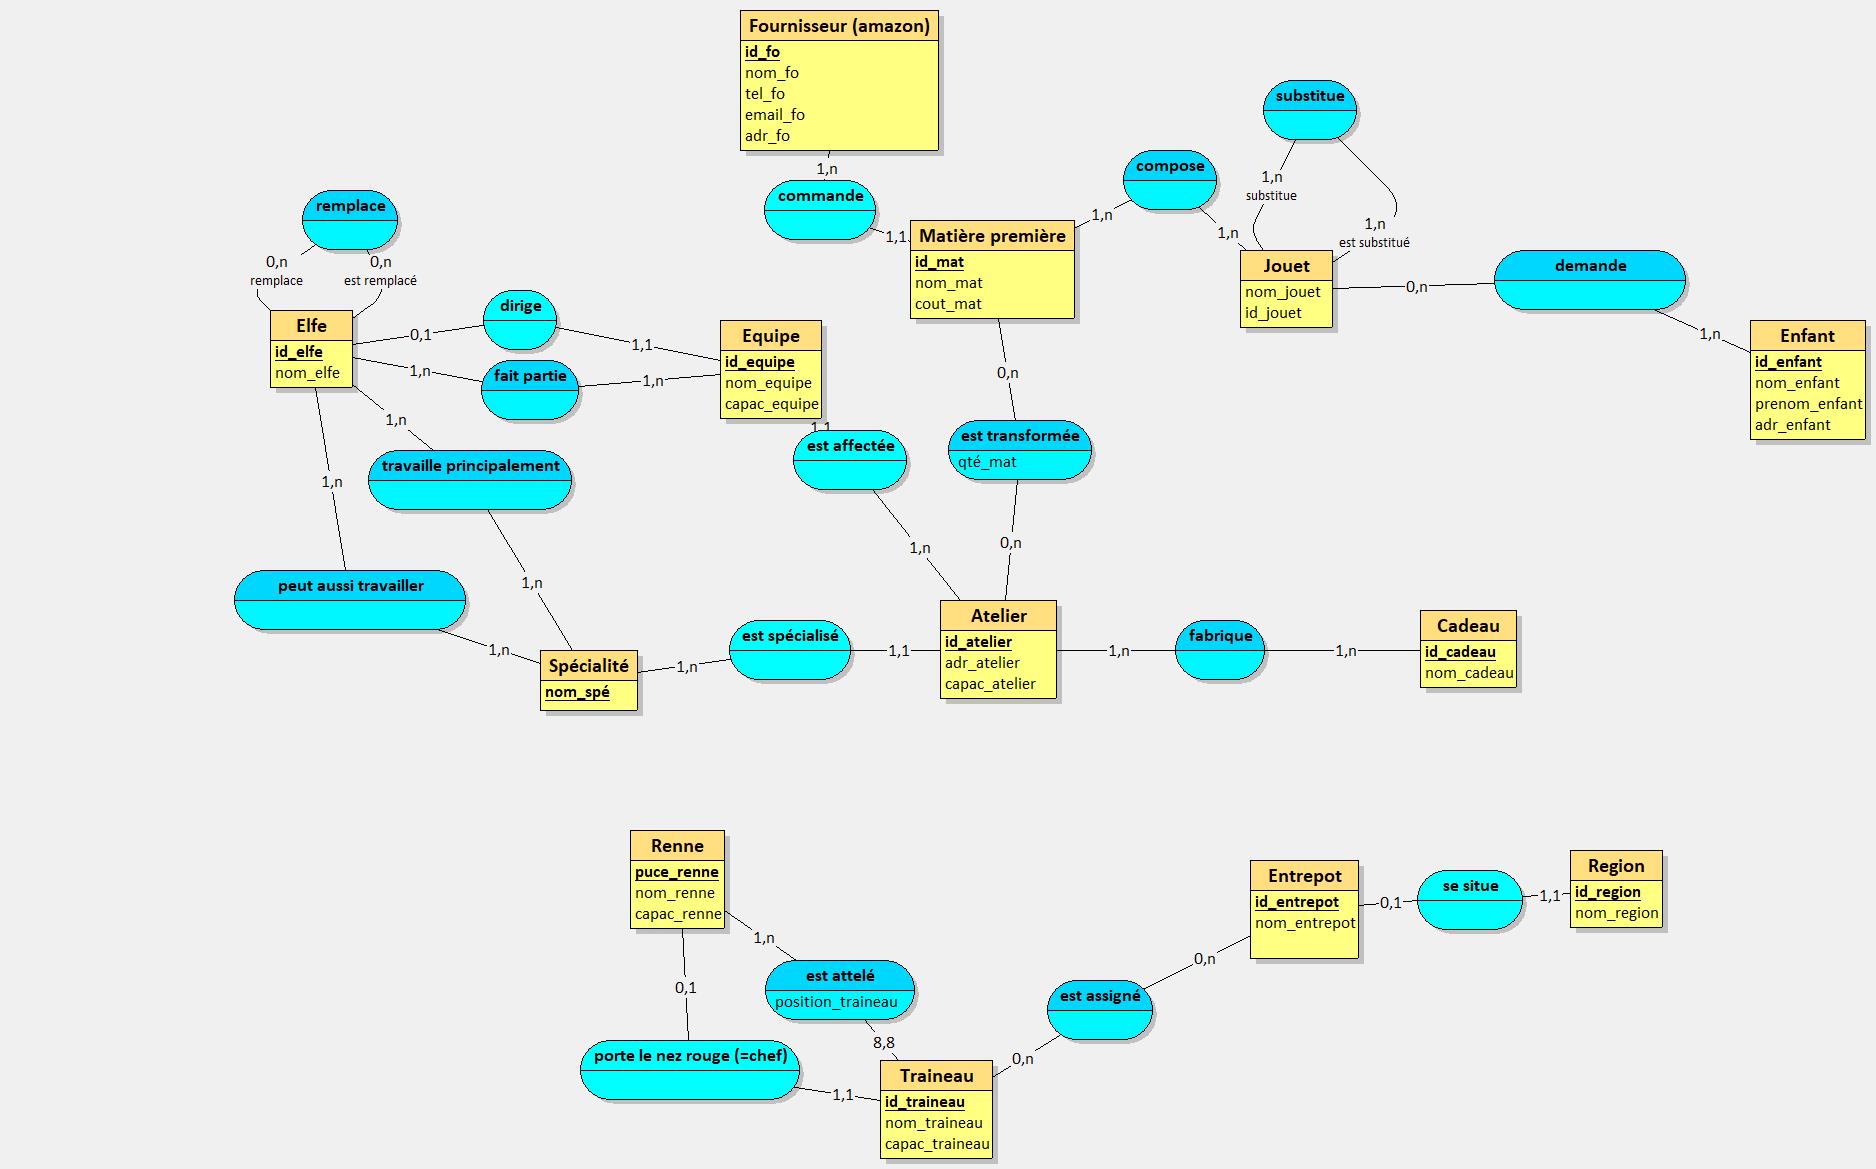 Fournisseur (amazon)
id_fo
nom_fo
tel_fo
email_fo
adr_fo
1,n
commande
1,1
Matière première
id_mat
nom_mat
cout_mat
1,n
compose
1,n
substitue
1,n
substitue
1,n
est substitué
Jouet
nom_jouet
id_jouet
0,n
demande
1,n
Enfant
id_enfant
nom_enfant
prenom_enfant
adr_enfant
remplace
0,n
remplace
0,n
est remplacé
Elfe
id_elfe
nom_elfe
0,1
dirige
1,1
1,n
fait partie
1,n
Equipe
id_equipe
nom_equipe
capac_equipe
1,1
est affectée
1,n
0,n
est transformée
qté_mat
0,n
1,n
travaille principalement
1,n
1,n
peut aussi travailler
1,n
Spécialité
nom_spé
1,n
est spécialisé
1,1
Atelier
id_atelier
adr_atelier
capac_atelier
1,n
fabrique
1,n
Cadeau
id_cadeau
nom_cadeau
Renne
puce_renne
nom_renne
capac_renne
1,n
est attelé
position_traineau
8,8
0,1
porte le nez rouge (=chef)
1,1
Traineau
id_traineau
nom_traineau
capac_traineau
0,n
est assigné
0,n
Entrepot
id_entrepot
nom_entrepot
0,1
se situe
1,1
Region
id_region
nom_region